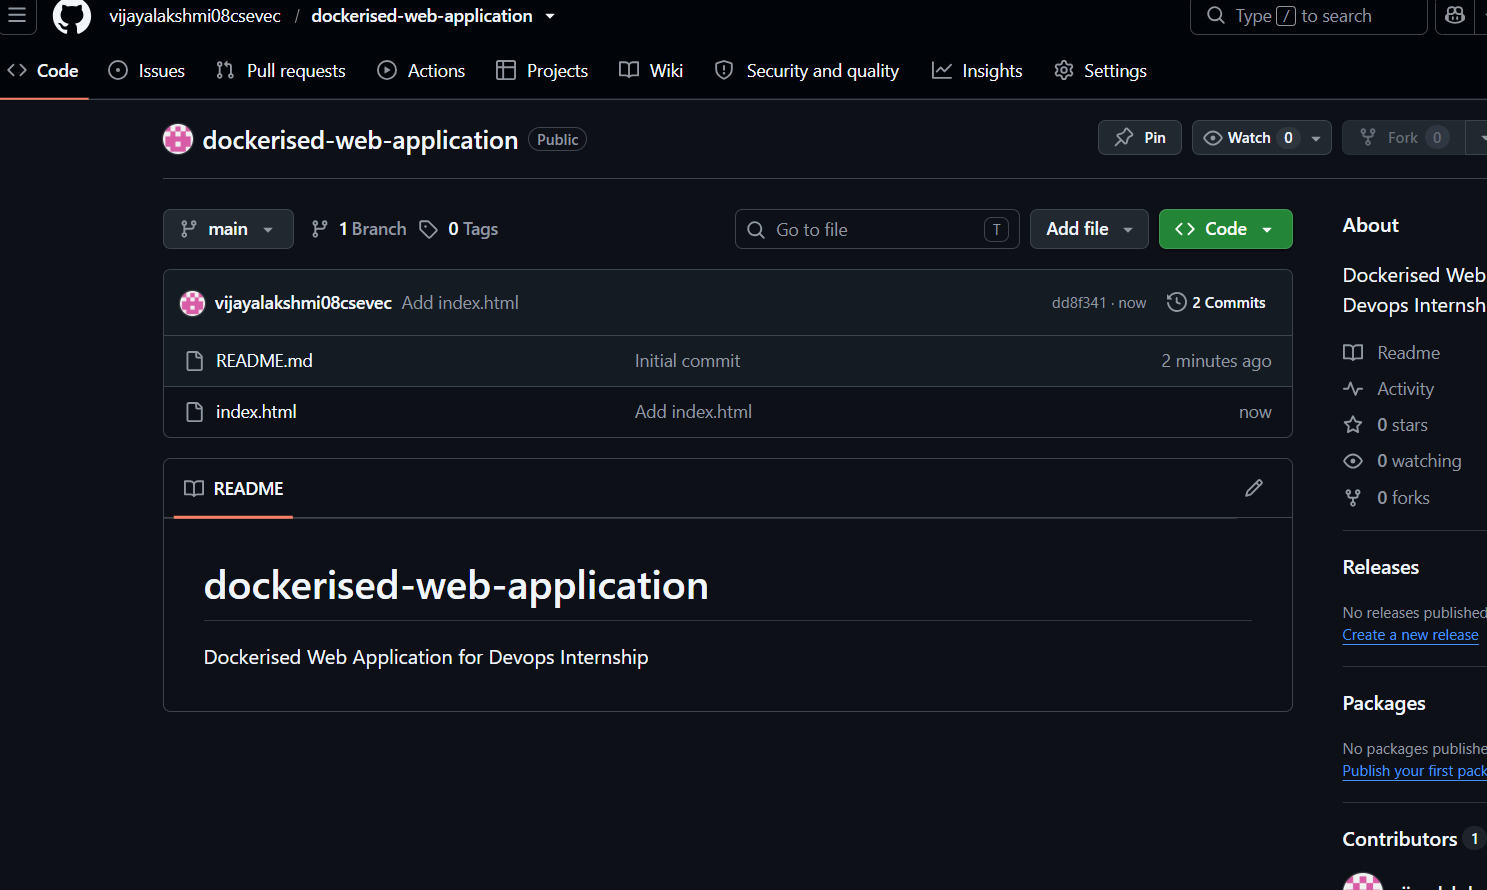 vijayalakshmi08csevec / dockerised-web-application
Type / to search
Code Issues Pull requests Actions Projects Wiki Security and quality Insights Settings
dockerised-web-application Public
Pin Watch 0 Fork 0
main 1 Branch 0 Tags Go to file T Add file Code
vijayalakshmi08csevec Add index.html dd8f341 · now 2 Commits
README.md Initial commit 2 minutes ago
index.html Add index.html now
README
dockerised-web-application
Dockerised Web Application for Devops Internship
About
Dockerised Web
Devops Internsh
Readme
Activity
0 stars
0 watching
0 forks
Releases
No releases published
Create a new release
Packages
No packages publishe
Publish your first pack
Contributors 1